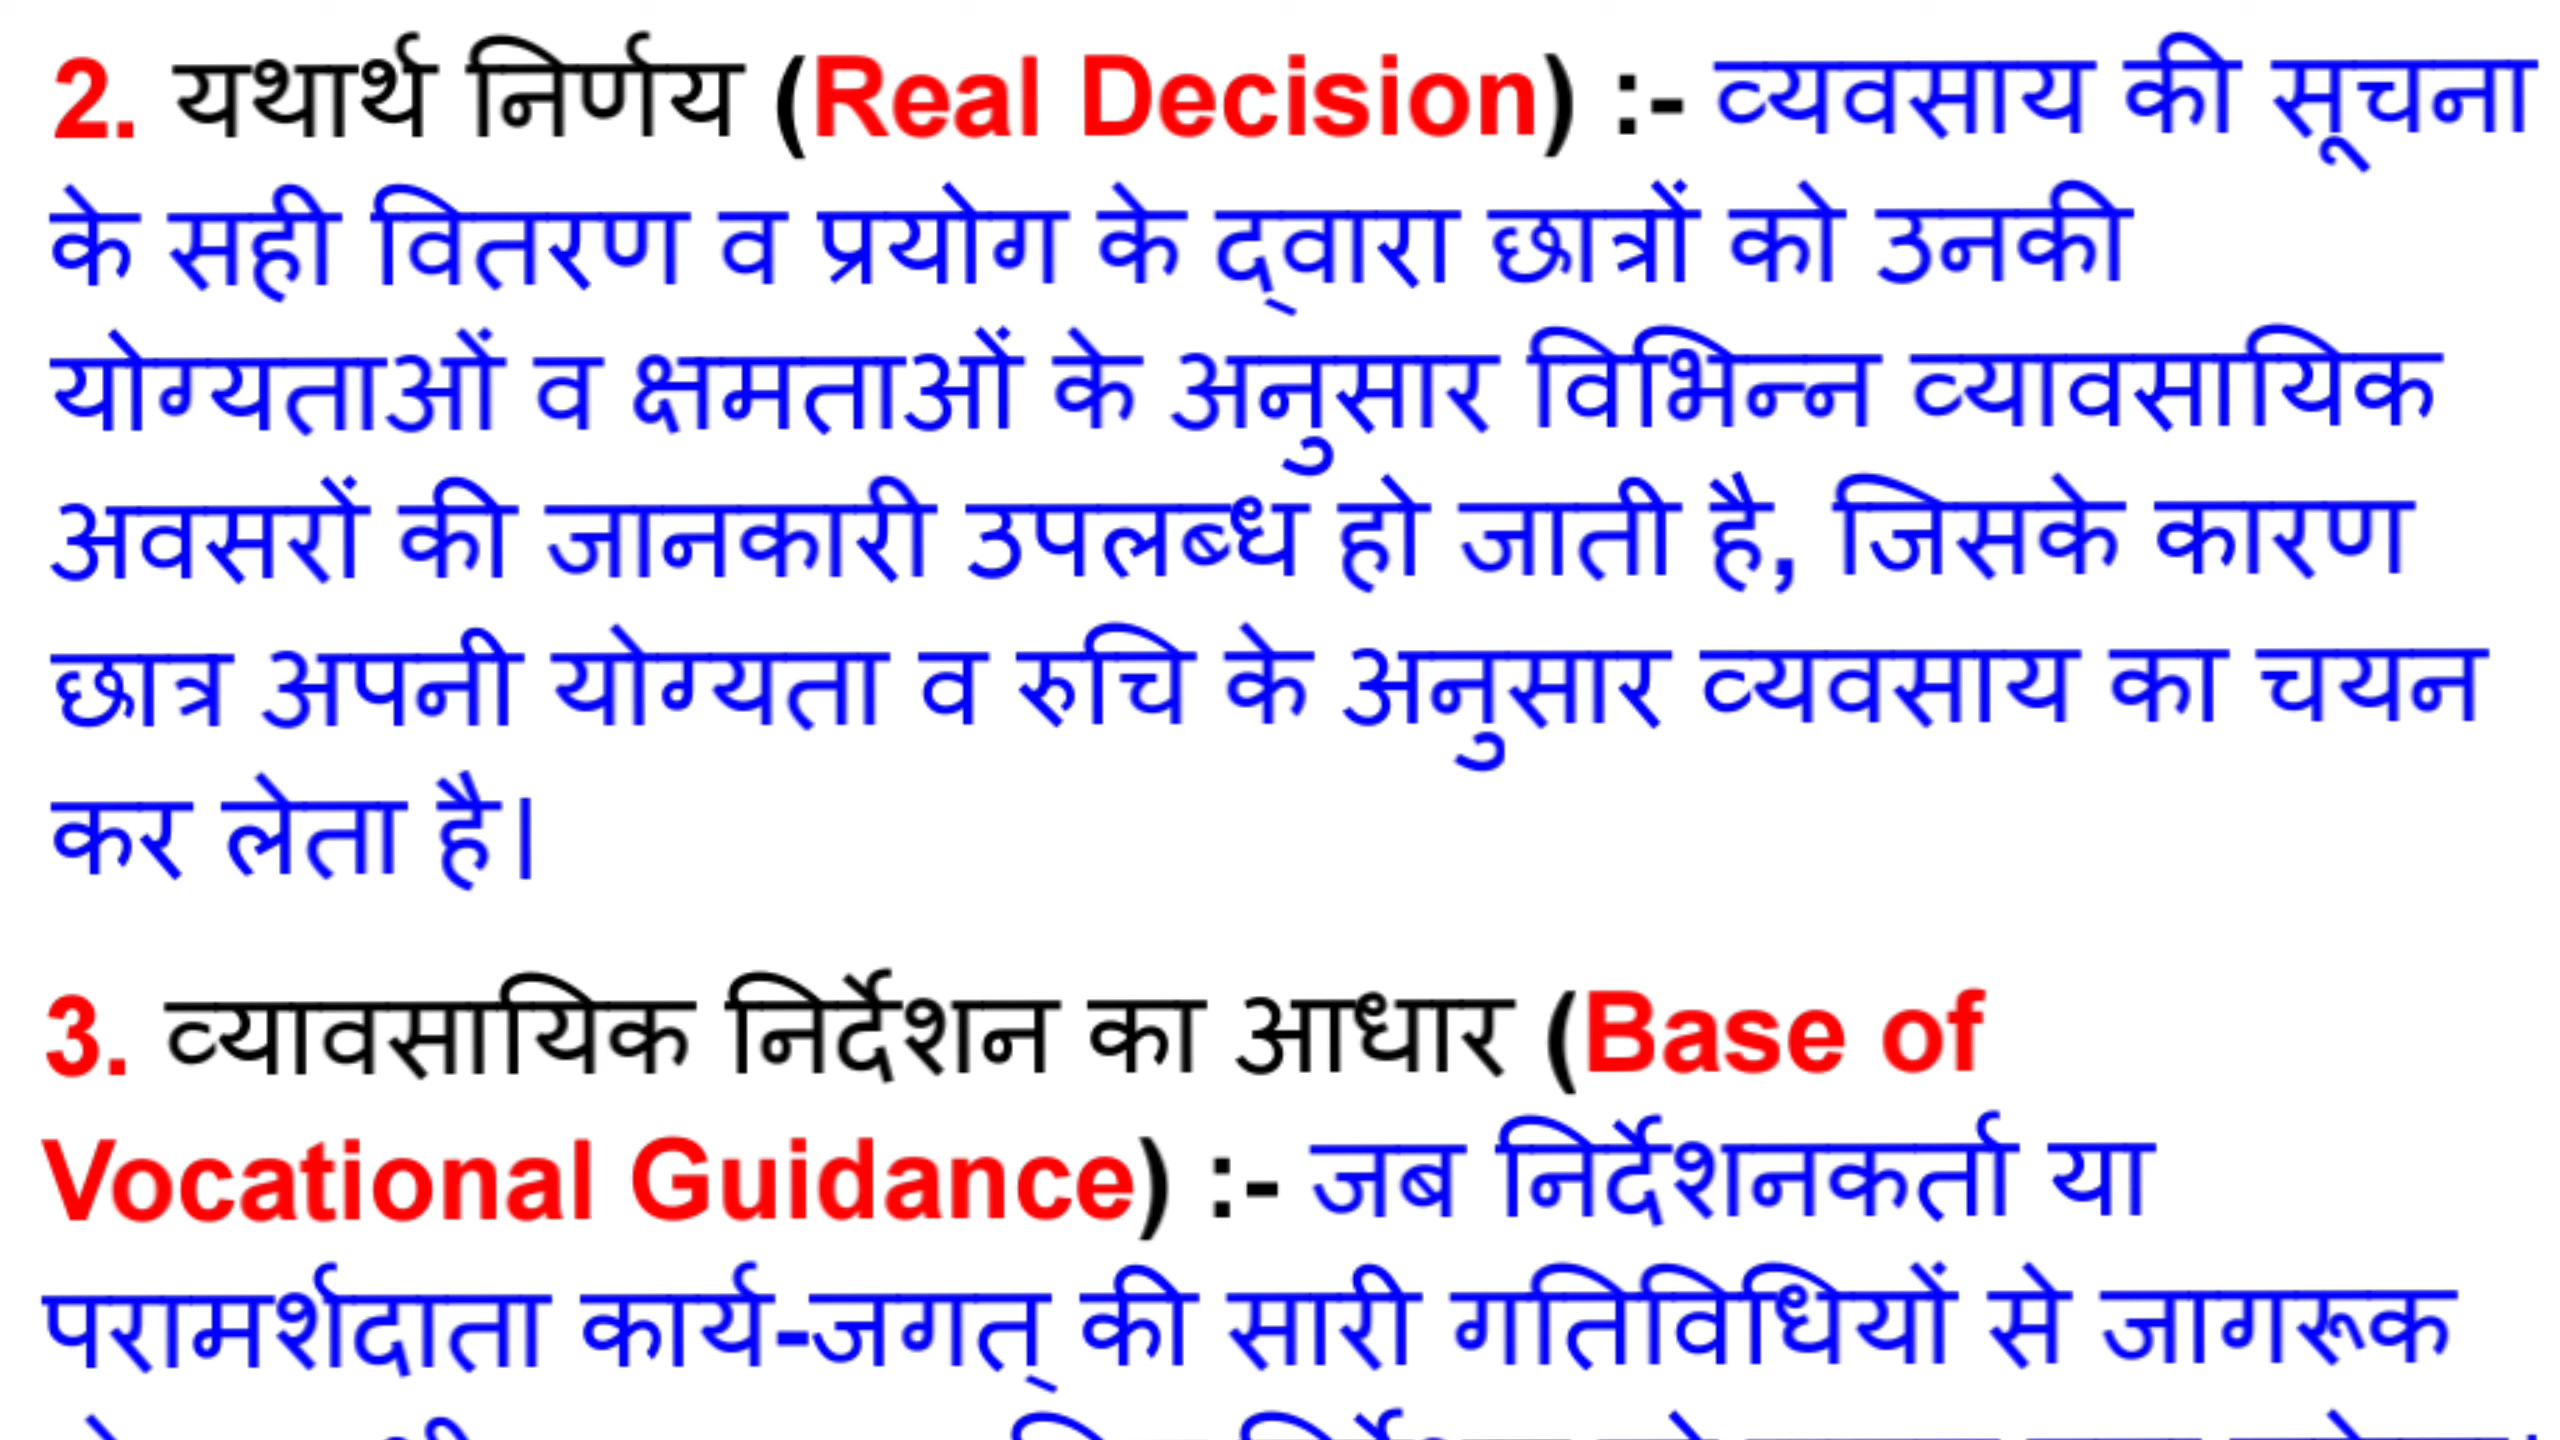 2. यथार्थ निर्णय (Real Decision) :- व्यवसाय की सूचना
के सही वितरण व प्रयोग के द्वारा छात्रों को उनकी
योग्यताओं व क्षमताओं के अनुसार विभिन्न व्यावसायिक
अवसरों की जानकारी उपलब्ध हो जाती है, जिसके कारण
छात्र अपनी योग्यता व रुचि के अनुसार व्यवसाय का चयन
कर लेता है।
3. व्यावसायिक निर्देशन का आधार (Base of
Vocational Guidance) :- जब निर्देशनकर्ता या
परामर्शदाता कार्य-जगत् की सारी गतिविधियों से जागरूक